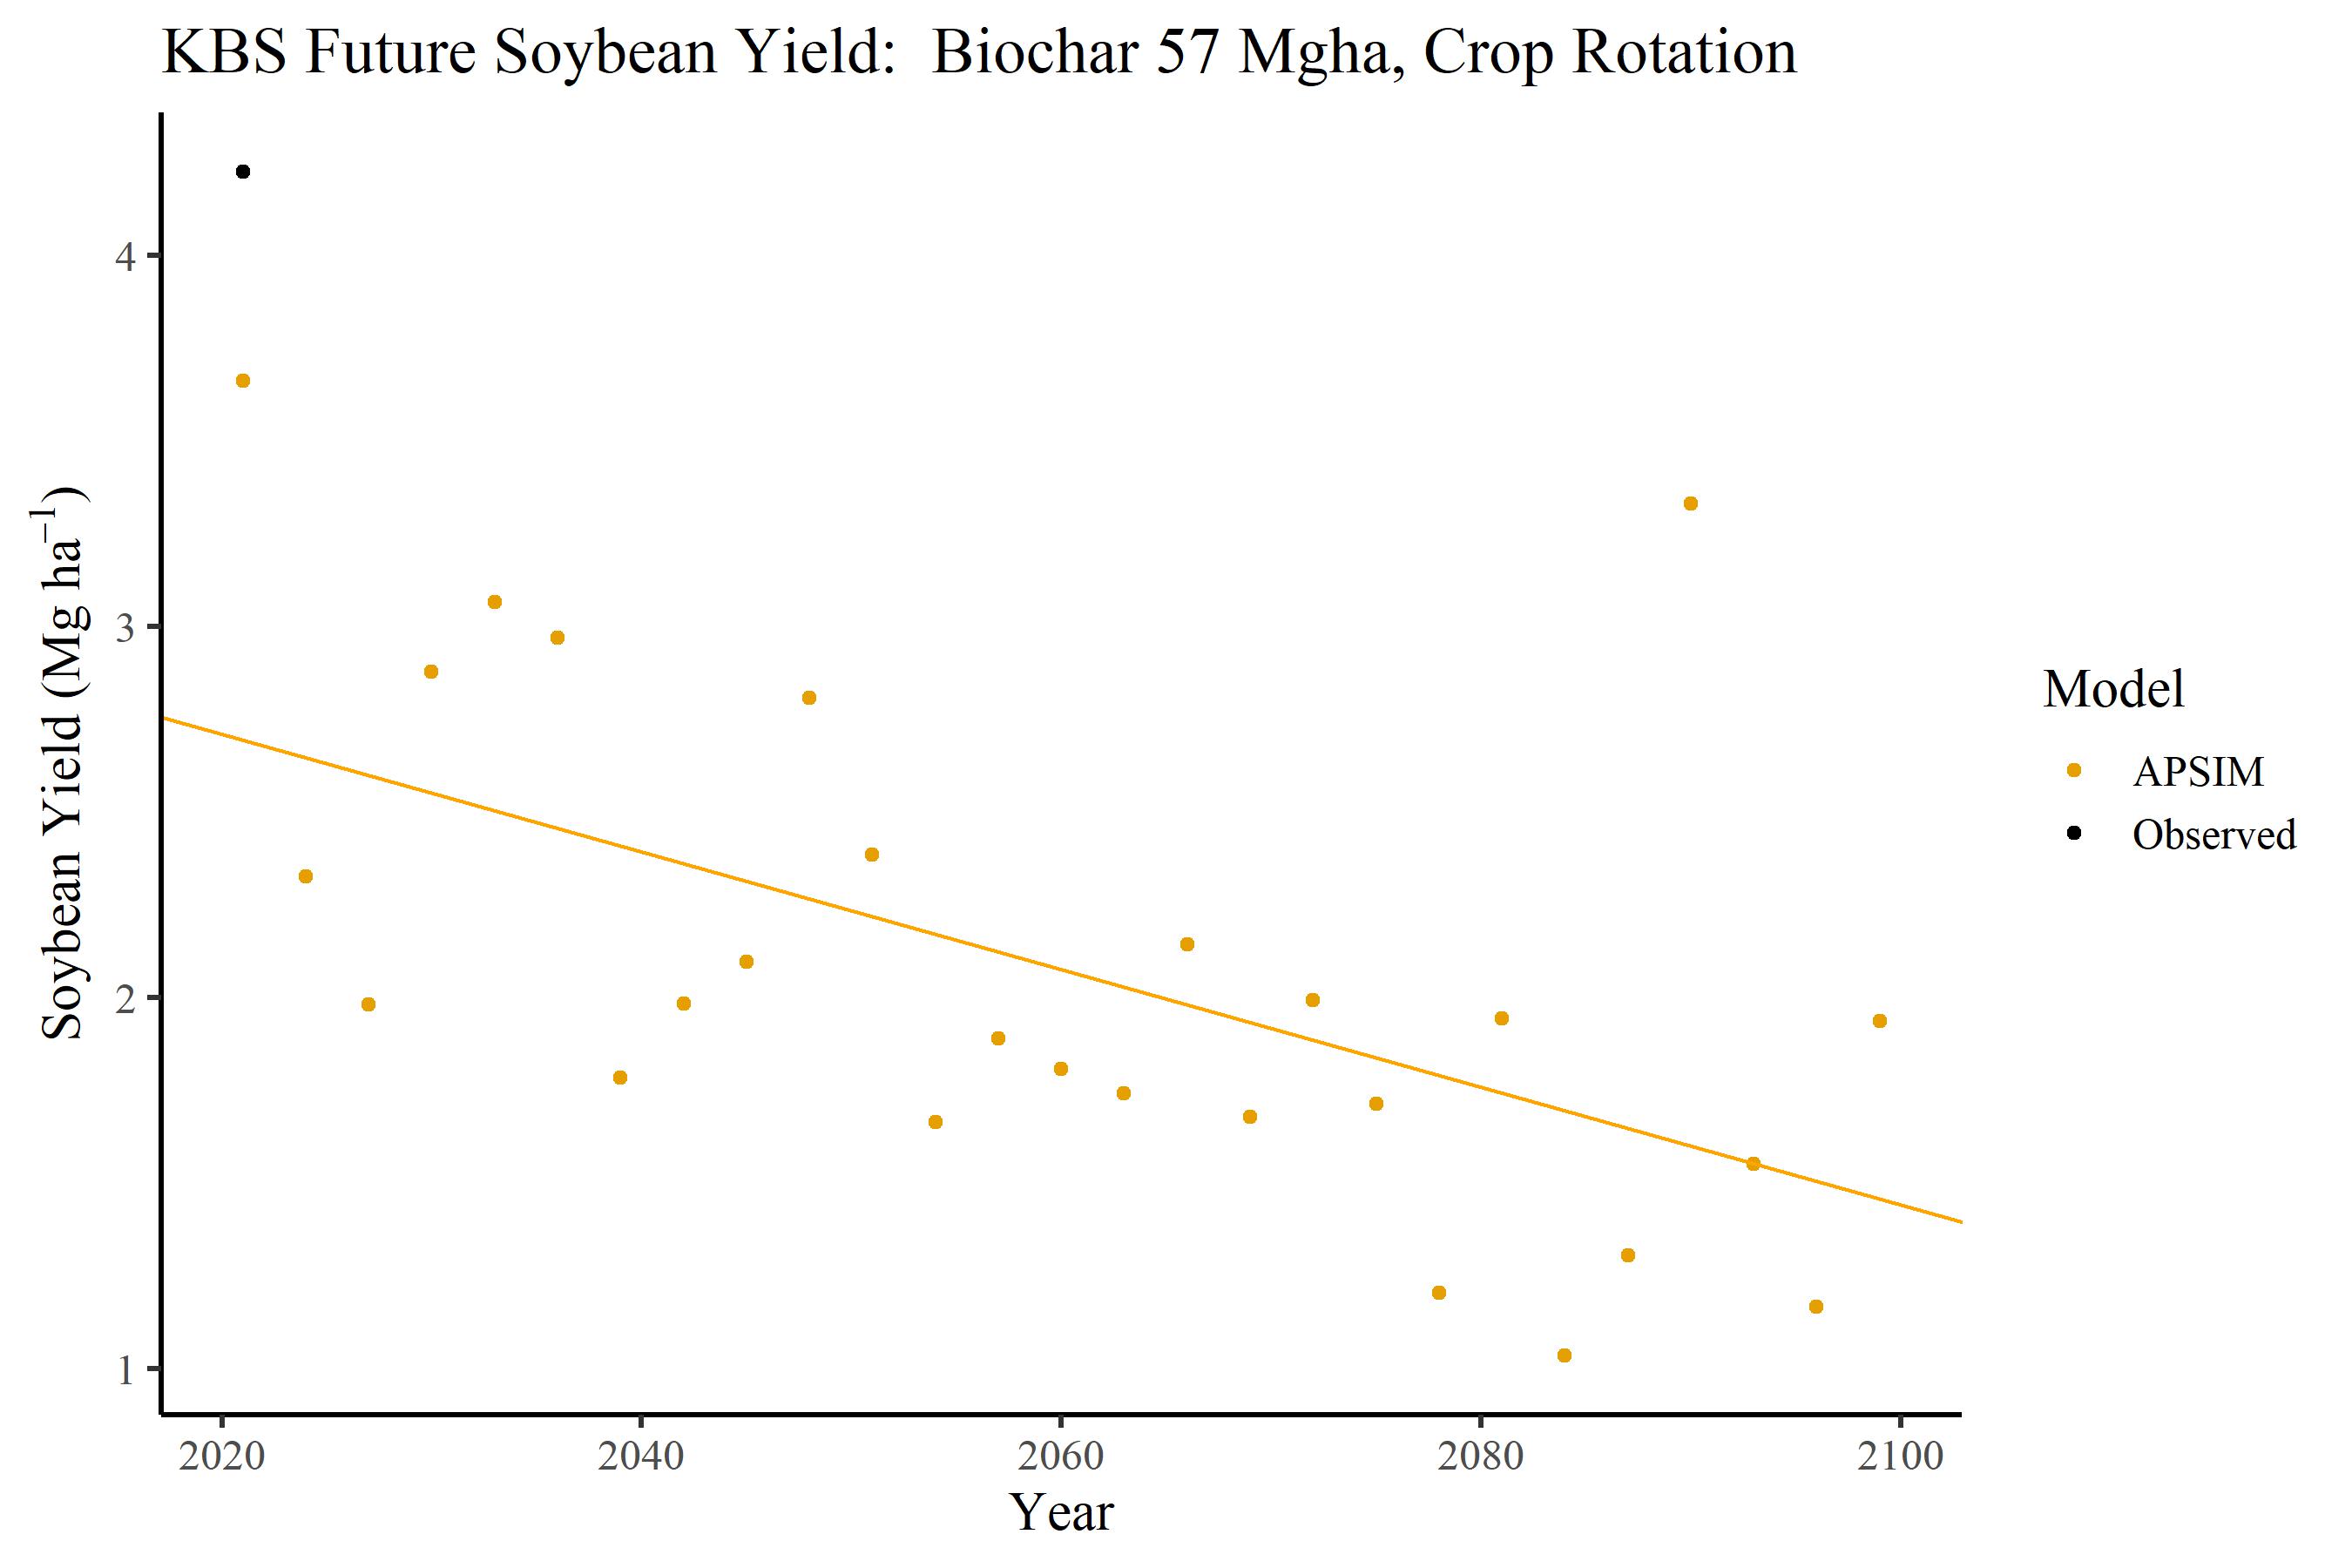 KBS Future Soybean Yield:  Biochar 57 Mgha, Crop Rotation
Soybean Yield (Mg ha⁻¹)
4
3
2
1
2020 2040 2060 2080 2100
Year
Model
APSIM
Observed